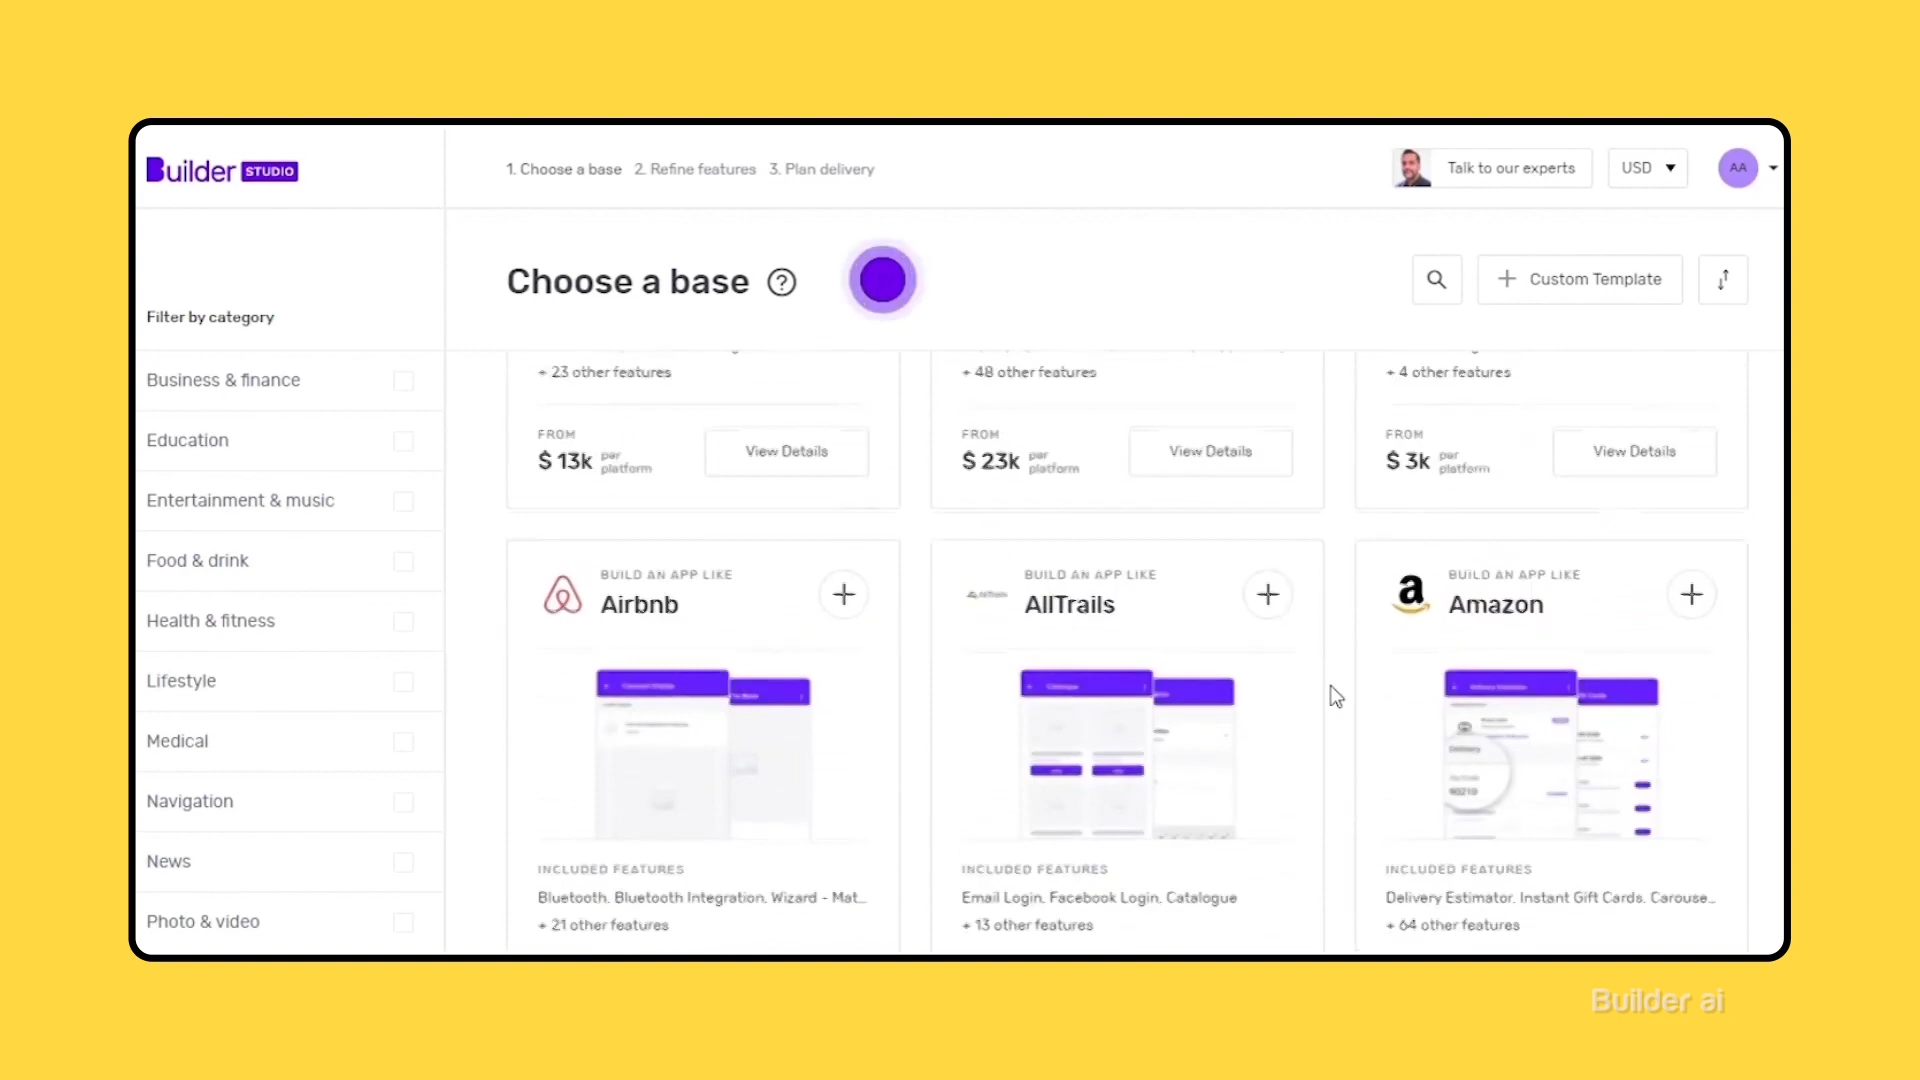 Builder STUDIO
1. Choose a base 2. Refine features 3. Plan delivery
Talk to our experts
USD
AA
Choose a base ?
Custom Template
Filter by category
Business & finance
Education
Entertainment & music
Food & drink
Health & fitness
Lifestyle
Medical
Navigation
News
Photo & video
+ 23 other features
FROM
$ 13k per platform
View Details
+ 48 other features
FROM
$ 23k per platform
View Details
+ 4 other features
FROM
$ 3k per platform
View Details
BUILD AN APP LIKE
Airbnb
INCLUDED FEATURES
Bluetooth, Bluetooth Integration, Wizard - Mat...
+ 21 other features
BUILD AN APP LIKE
AllTrails
Catalogue
INCLUDED FEATURES
Email Login, Facebook Login, Catalogue
+ 13 other features
a
BUILD AN APP LIKE
Amazon
Delivery Estimator
Delivery
90210
INCLUDED FEATURES
Delivery Estimator, Instant Gift Cards, Carouse...
+ 64 other features
Builder ai